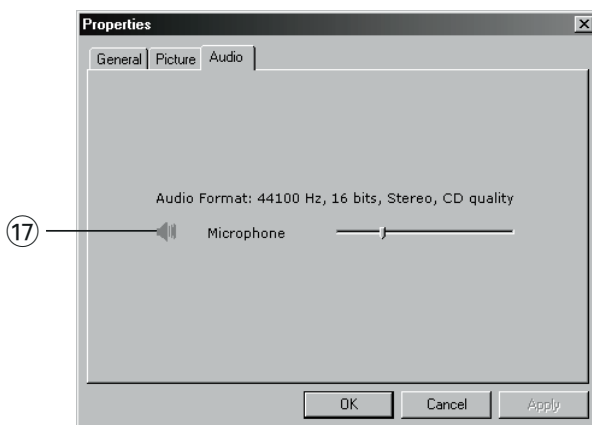 Properties
General Picture Audio
Audio Format: 44100 Hz, 16 bits, Stereo, CD quality
17 Microphone
OK Cancel Apply